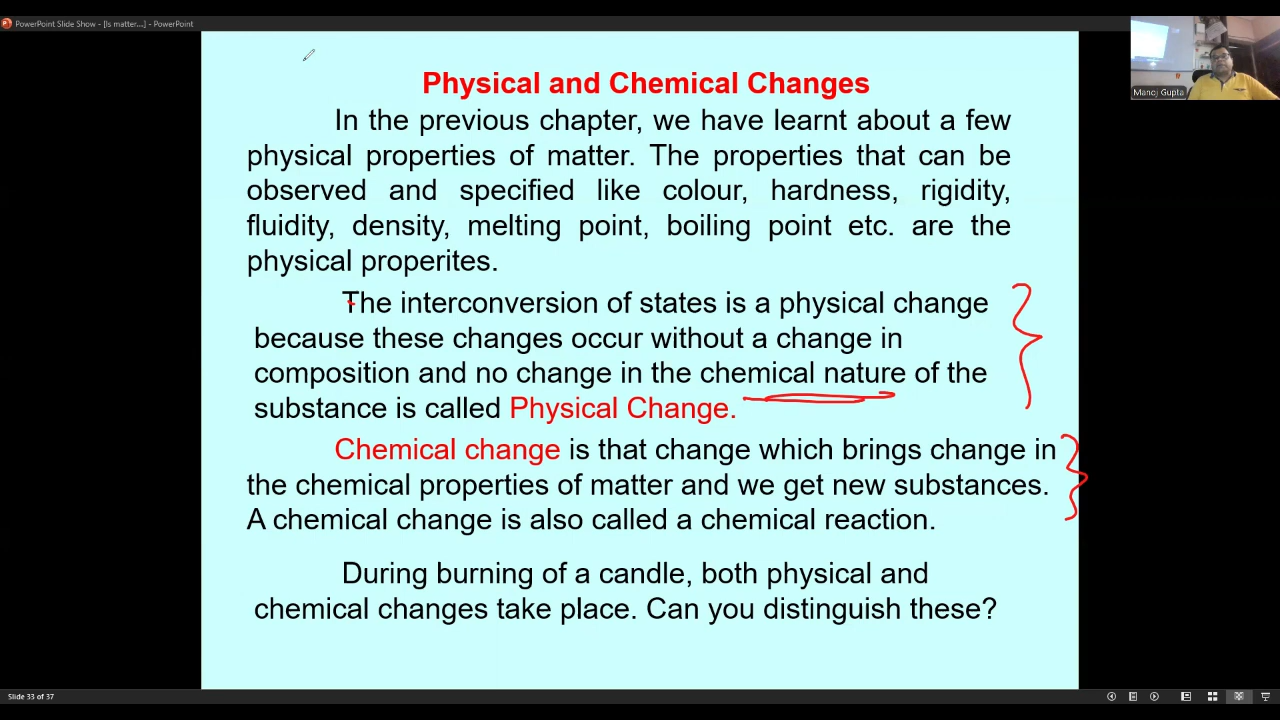 PowerPoint Slide Show - [Is matter...] - PowerPoint
Manoj Gupta
Physical and Chemical Changes
In the previous chapter, we have learnt about a few
physical properties of matter. The properties that can be
observed and specified like colour, hardness, rigidity,
fluidity, density, melting point, boiling point etc. are the
physical properites.
The interconversion of states is a physical change
because these changes occur without a change in
composition and no change in the chemical nature of the
substance is called Physical Change.
Chemical change is that change which brings change in
the chemical properties of matter and we get new substances.
A chemical change is also called a chemical reaction.
During burning of a candle, both physical and
chemical changes take place. Can you distinguish these?
Slide 33 of 37